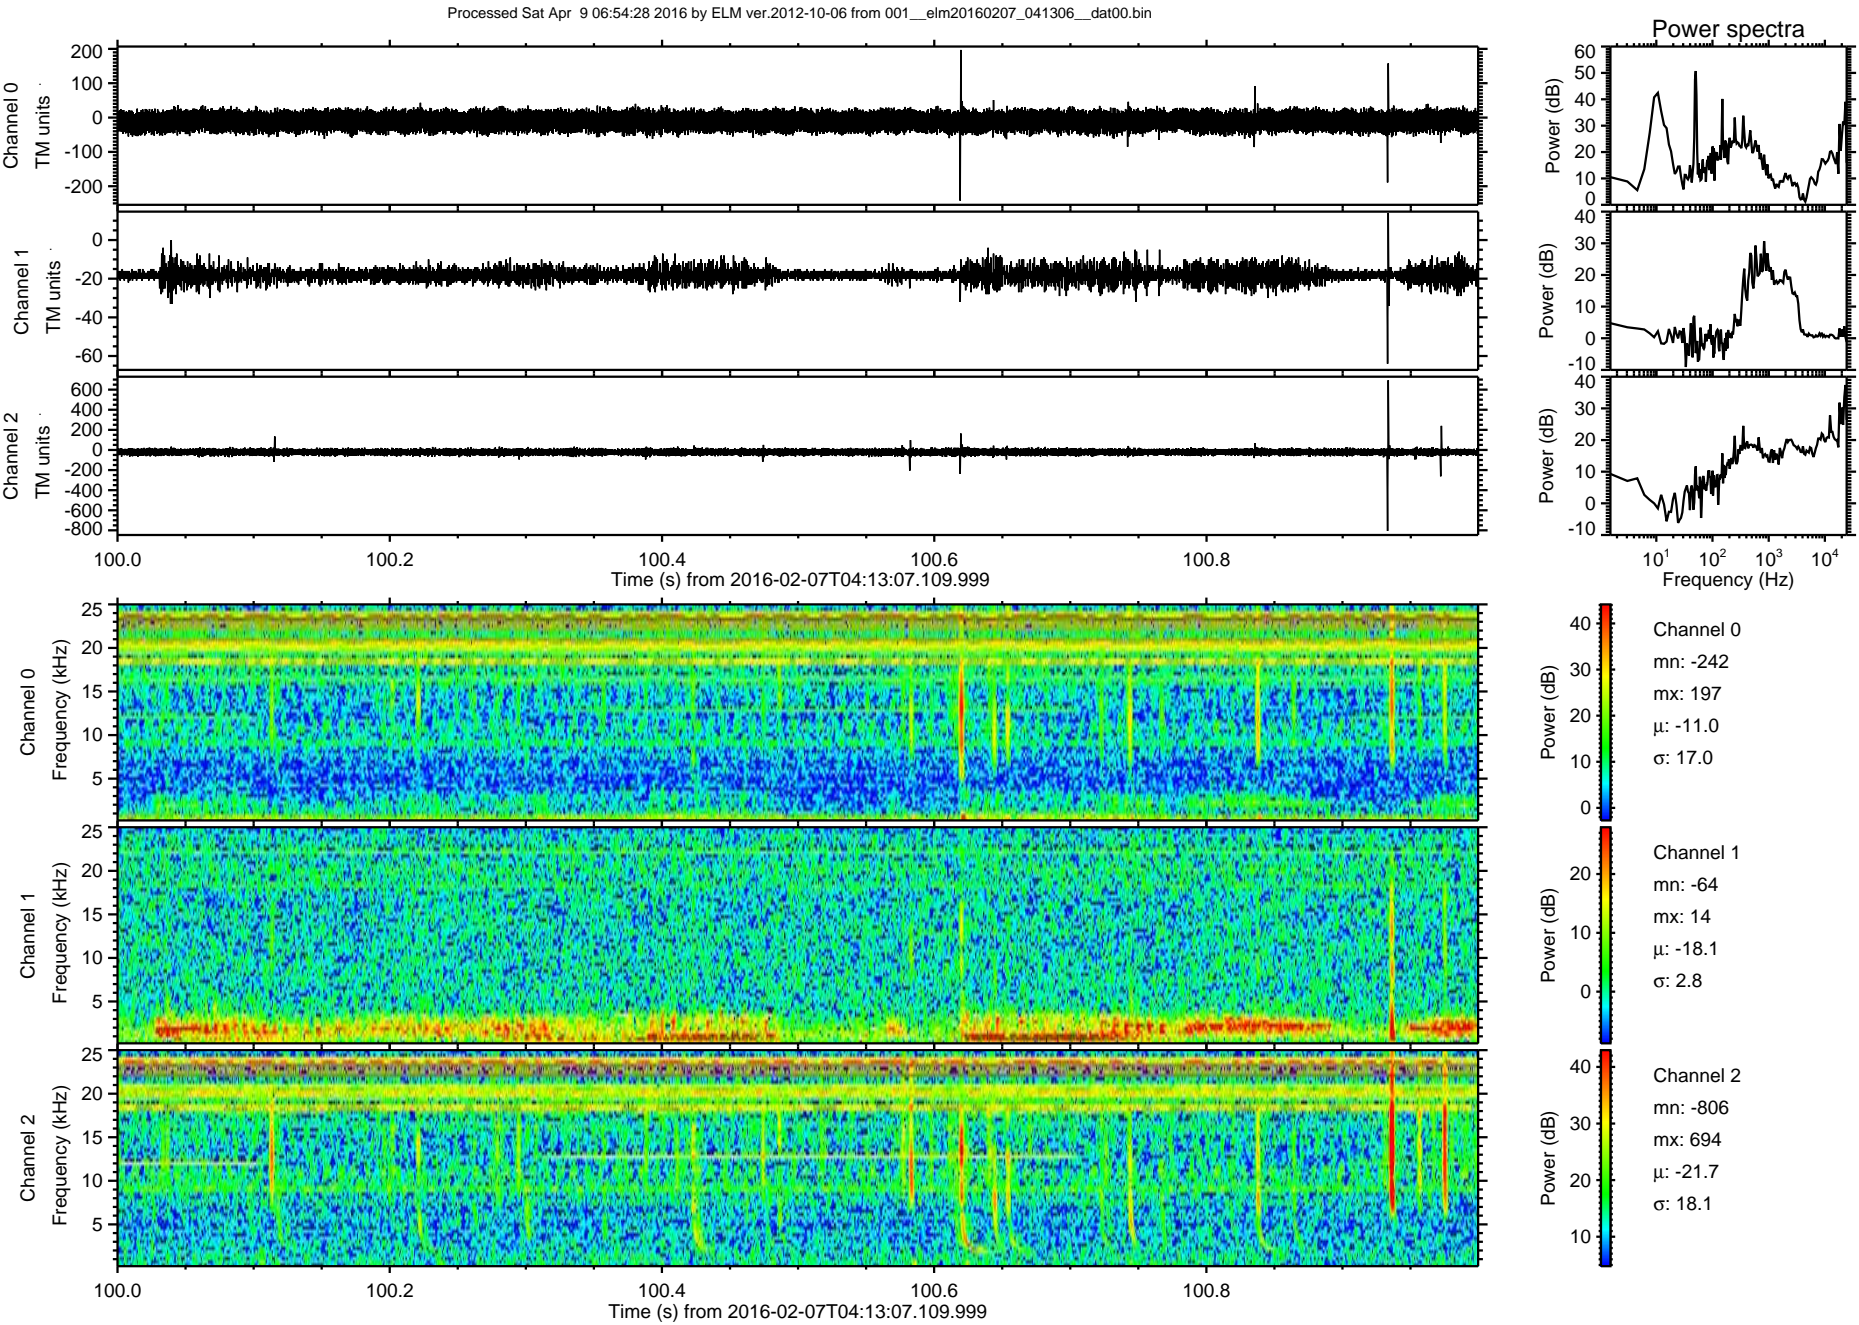 Processed Sat Apr  9 06:54:28 2016 by ELM ver.2012-10-06 from 001__elm20160207_041306__dat00.bin
Power spectra
Channel 0
TM units
200
100
0
-100
-200
Power (dB)
60
50
40
30
20
10
0
Channel 1
TM units
0
-20
-40
-60
Power (dB)
40
30
20
10
0
-10
Channel 2
TM units
600
400
200
0
-200
-400
-600
-800
Power (dB)
40
30
20
10
0
-10
100.0 100.2 100.4 100.6 100.8
Time (s) from 2016-02-07T04:13:07.109.999
10¹ 10² 10³ 10⁴
Frequency (Hz)
Channel 0
Frequency (kHz)
25
20
15
10
5
Power (dB)
40
30
20
10
0
Channel 0
mn: -242
mx: 197
μ: -11.0
σ: 17.0
Channel 1
Frequency (kHz)
25
20
15
10
5
Power (dB)
20
10
0
Channel 1
mn: -64
mx: 14
μ: -18.1
σ: 2.8
Channel 2
Frequency (kHz)
25
20
15
10
5
Power (dB)
40
30
20
10
Channel 2
mn: -806
mx: 694
μ: -21.7
σ: 18.1
100.0 100.2 100.4 100.6 100.8
Time (s) from 2016-02-07T04:13:07.109.999